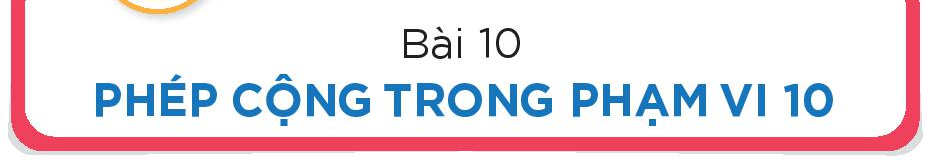 Bài 10
PHÉP CỘNG TRONG PHẠM VI 10